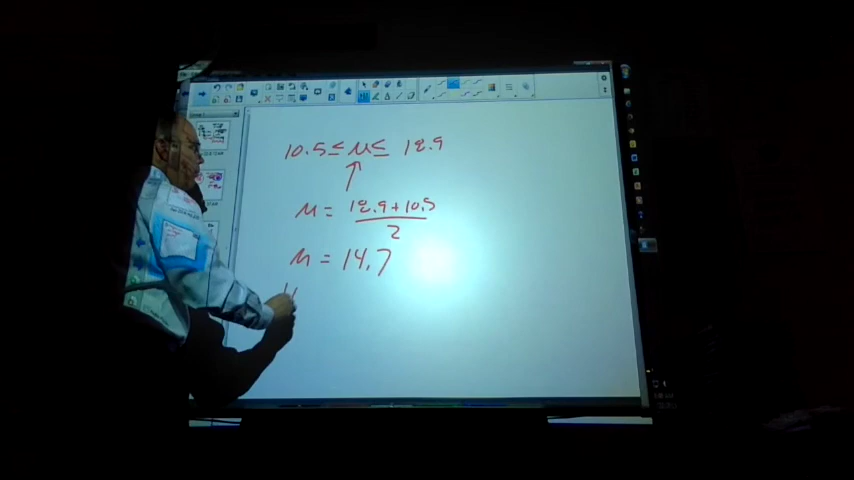 10.5 ≤ μ ≤ 18.9
μ = 18.9 + 10.5
2
μ = 14.7